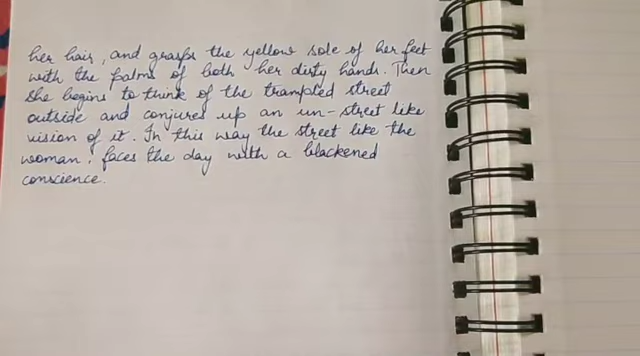 her hair, and grasps the yellow sole of her feet
with the palms of both her dirty hands. Then
she begins to think of the trampled street
outside and conjures up an un-street like
vision of it. In this way the street like the
woman, faces the day with a blackened
conscience.